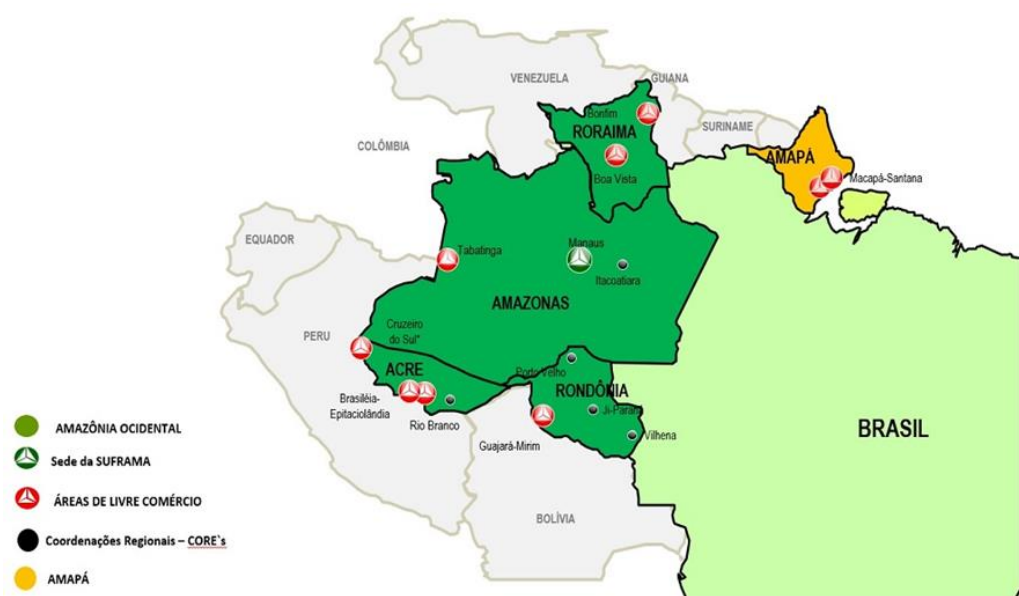 VENEZUELA
GUIANA
Bonfim
RORAIMA
SURINAME
COLÔMBIA
AMAPÁ
Boa Vista
Macapá-Santana
EQUADOR
Tabatinga
Manaus
Itacoatiara
AMAZONAS
PERU
Cruzeiro
do Sul"
ACRE
Porto Velho
RONDÔNIA
Brasiléia-
Epitaciolândia
Rio Branco
Ji-Paraná
Guajará-Mirim
Vilhena
BRASIL
BOLÍVIA
AMAZÔNIA OCIDENTAL
Sede da SUFRAMA
ÁREAS DE LIVRE COMÉRCIO
Coordenações Regionais – CORE`s
AMAPÁ